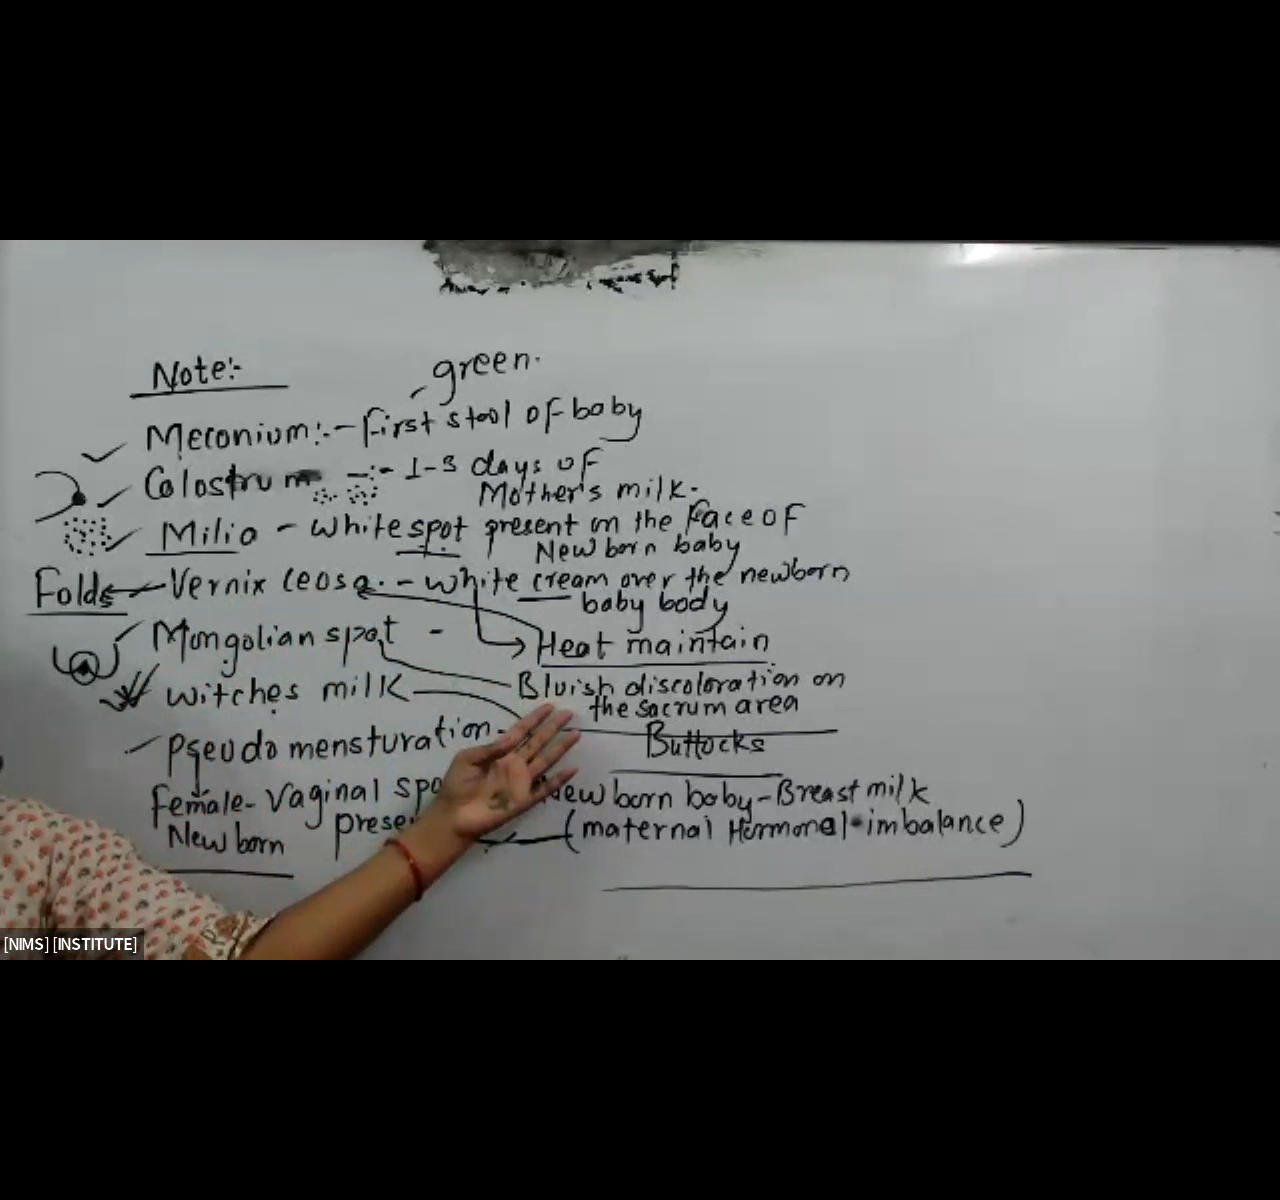 Note:-
green.
Meconium:- First stool of baby
Colostrum -:- 1-3 days of
Mother's milk.
Milia - white spot present on the Face of
New born baby
Folds Vernix Ceosa. - white cream over the newborn
baby body
Mongolian spot - Heat maintain
witches milk Bluish discoloration on
the sacrum area
Pseudo mensturation - Buttocks
Female - Vaginal New born baby - Breast milk
New born (maternal Hormonal imbalance)
[NIMS] [INSTITUTE]